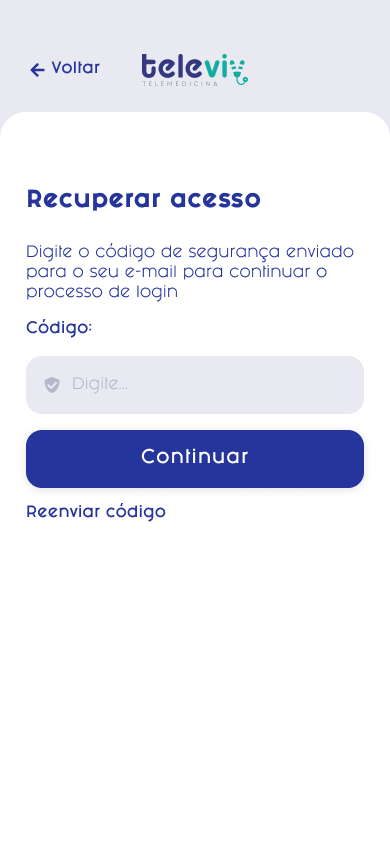 Voltar
televiv
TELEMEDICINA
Recuperar acesso
Digite o código de segurança enviado
para o seu e-mail para continuar o
processo de login
Código:
Digite...
Continuar
Reenviar código